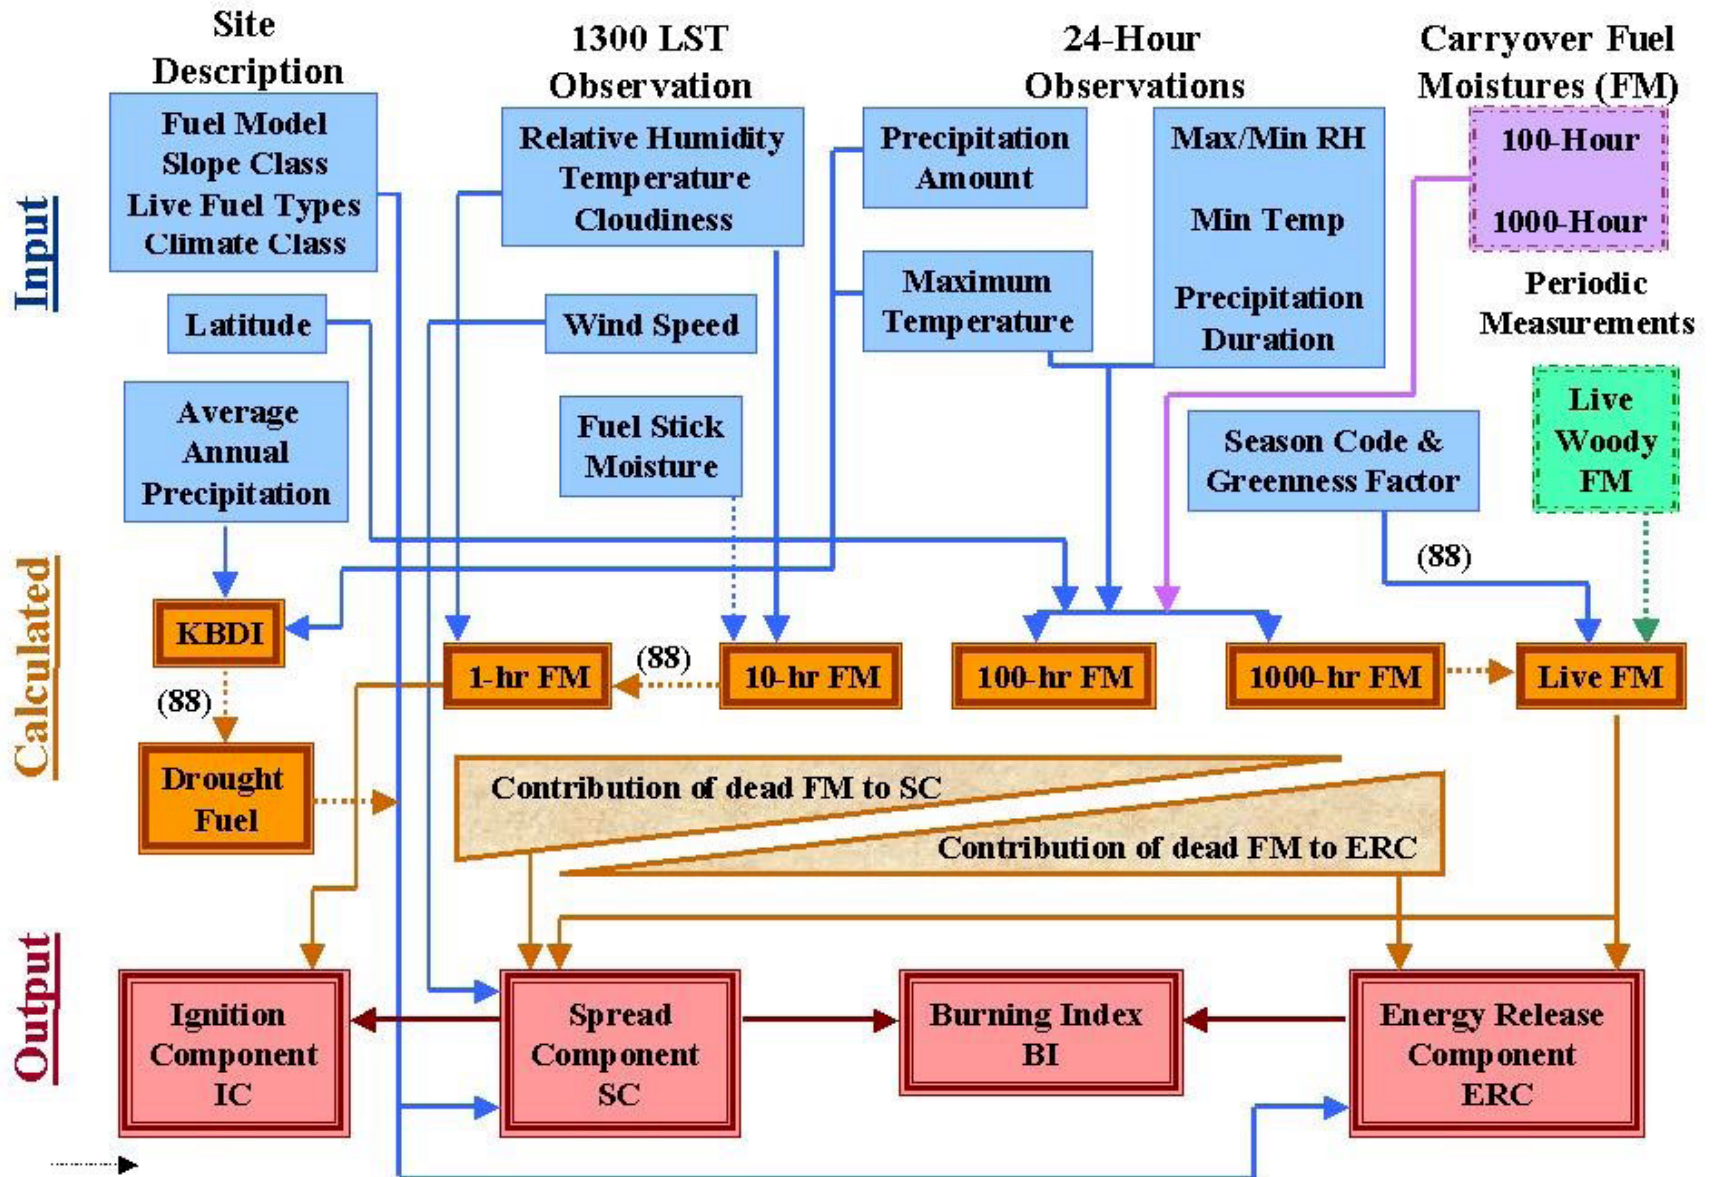 Site
Description
1300 LST
Observation
24-Hour
Observations
Carryover Fuel
Moistures (FM)
Input
Fuel Model
Slope Class
Live Fuel Types
Climate Class
Relative Humidity
Temperature
Cloudiness
Precipitation
Amount
Max/Min RH
Min Temp
Precipitation
Duration
100-Hour
1000-Hour
Latitude
Wind Speed
Maximum
Temperature
Periodic
Measurements
Average
Annual
Precipitation
Fuel Stick
Moisture
Season Code &
Greenness Factor
Live
Woody
FM
(88)
Calculated
KBDI
1-hr FM
(88)
10-hr FM
100-hr FM
1000-hr FM
Live FM
(88)
Drought
Fuel
Contribution of dead FM to SC
Contribution of dead FM to ERC
Output
Ignition
Component
IC
Spread
Component
SC
Burning Index
BI
Energy Release
Component
ERC